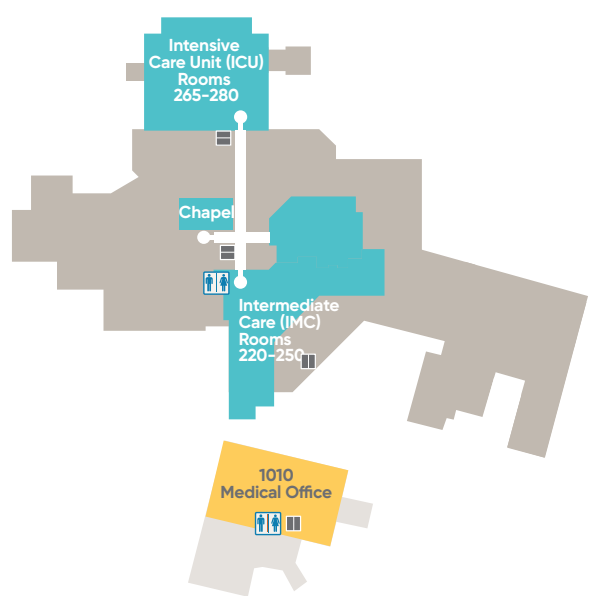 Intensive
Care Unit (ICU)
Rooms
265-280
Chapel
Intermediate
Care (IMC)
Rooms
220-250
1010
Medical Office